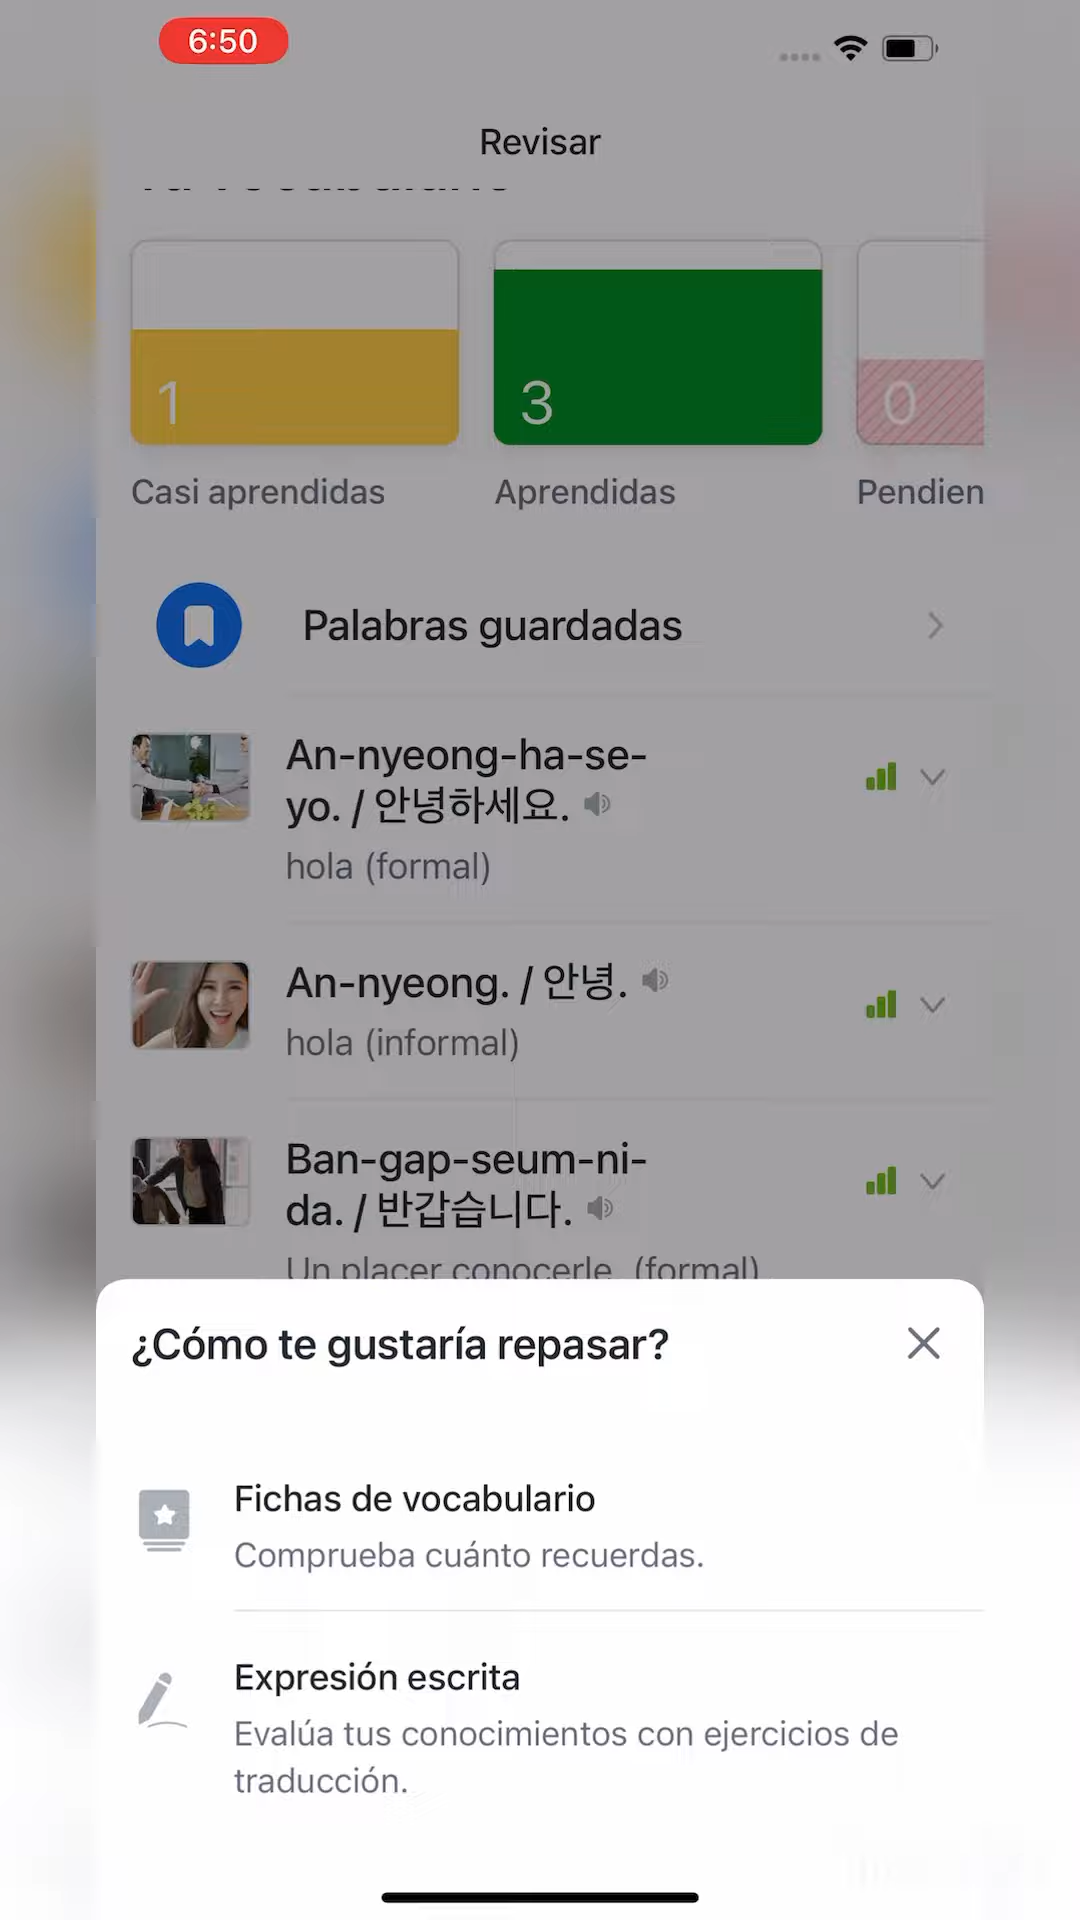 6:50
Revisar
1
3
0
Casi aprendidas
Aprendidas
Pendien
Palabras guardadas
An-nyeong-ha-se-
yo. / 안녕하세요.
hola (formal)
An-nyeong. / 안녕.
hola (informal)
Ban-gap-seum-ni-
da. / 반갑습니다.
Un placer conocerle. (formal)
¿Cómo te gustaría repasar?
Fichas de vocabulario
Comprueba cuánto recuerdas.
Expresión escrita
Evalúa tus conocimientos con ejercicios de
traducción.